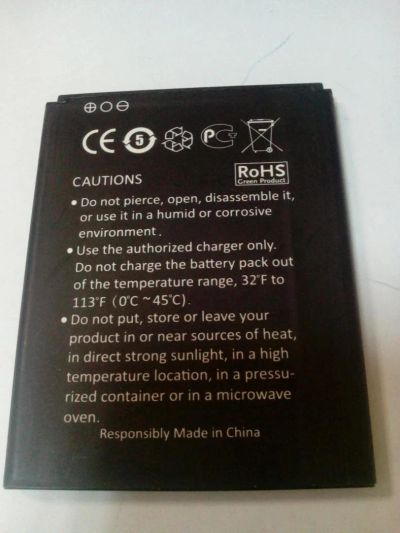 CE 5
RoHS
Green Product
CAUTIONS
• Do not pierce, open, disassemble it,
or use it in a humid or corrosive
environment.
• Use the authorized charger only.
Do not charge the battery pack out
of the temperature range, 32°F to
113°F (0℃ ~45℃).
• Do not put, store or leave your
product in or near sources of heat,
in direct strong sunlight, in a high
temperature location, in a pressu-
rized container or in a microwave
oven.
Responsibly Made in China